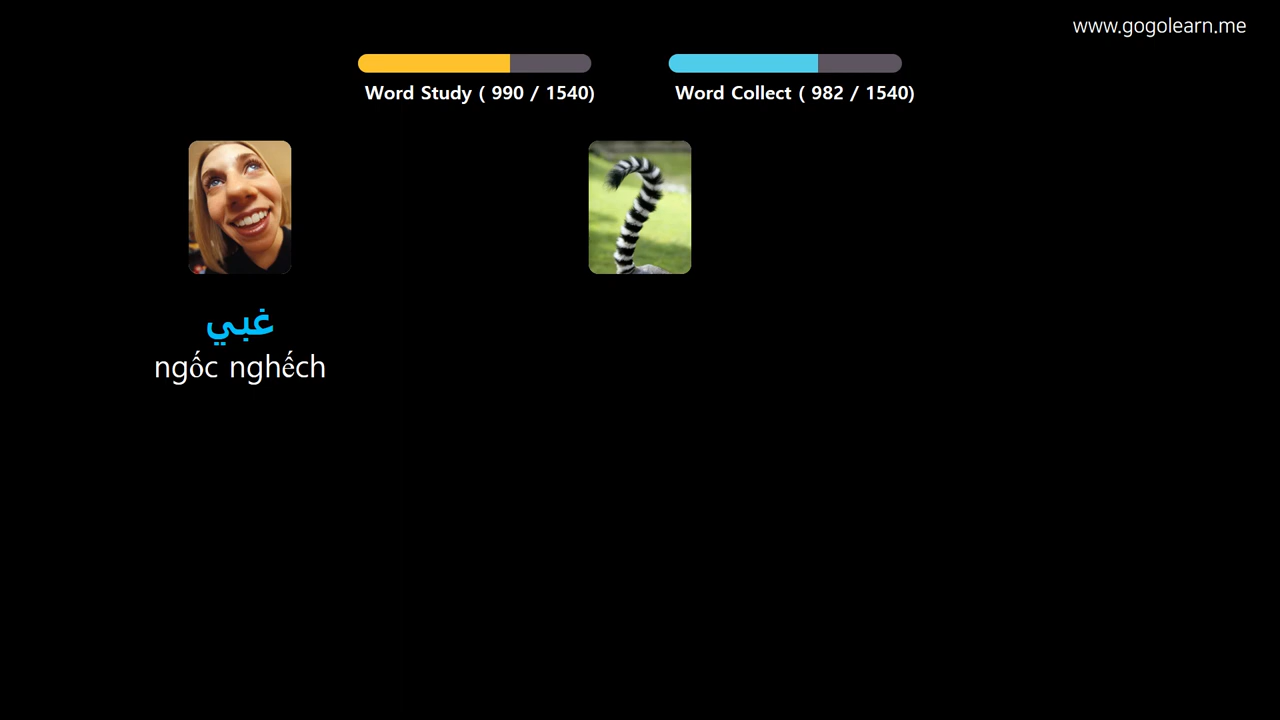 www.gogolearn.me
Word Study ( 990 / 1540)
Word Collect ( 982 / 1540)
غبي
ngốc nghếch